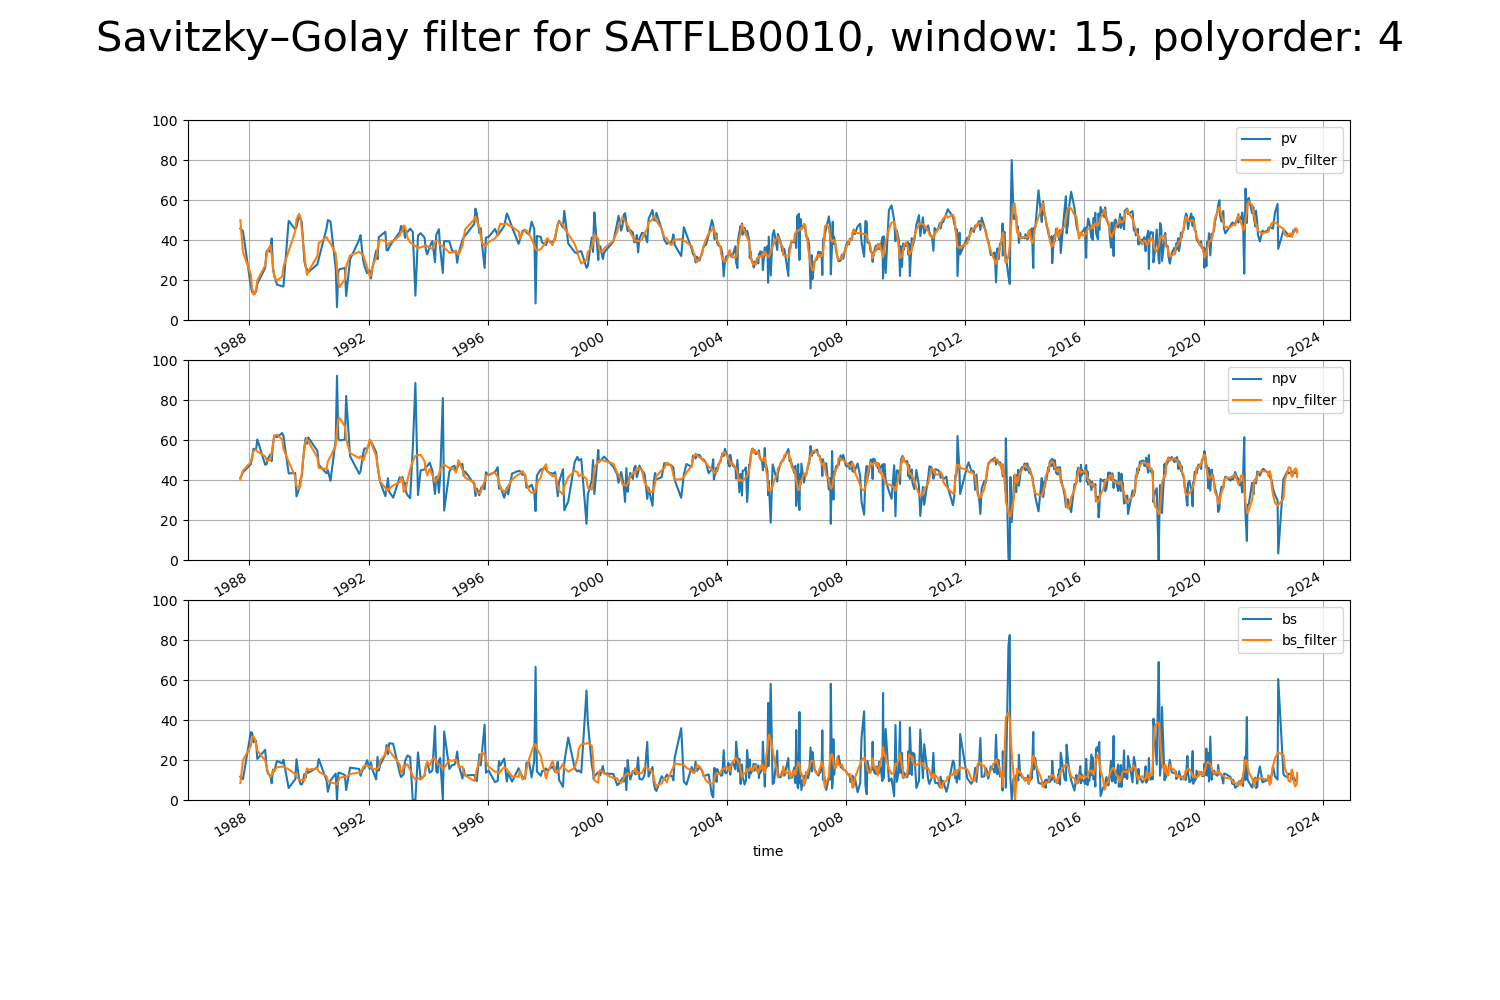 Savitzky–Golay filter for SATFLB0010, window: 15, polyorder: 4
100
80
60
40
20
0
pv
pv_filter
1988 1992 1996 2000 2004 2008 2012 2016 2020 2024
100
80
60
40
20
0
npv
npv_filter
1988 1992 1996 2000 2004 2008 2012 2016 2020 2024
100
80
60
40
20
0
bs
bs_filter
1988 1992 1996 2000 2004 2008 2012 2016 2020 2024
time